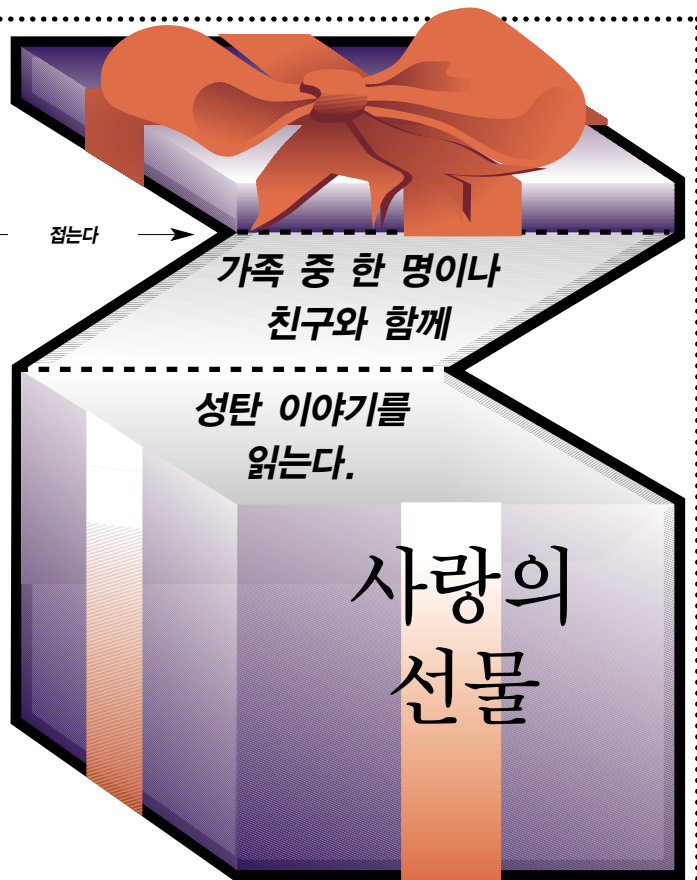 접는다
가족 중 한 명이나
친구와 함께
성탄 이야기를
읽는다.
사랑의
선물